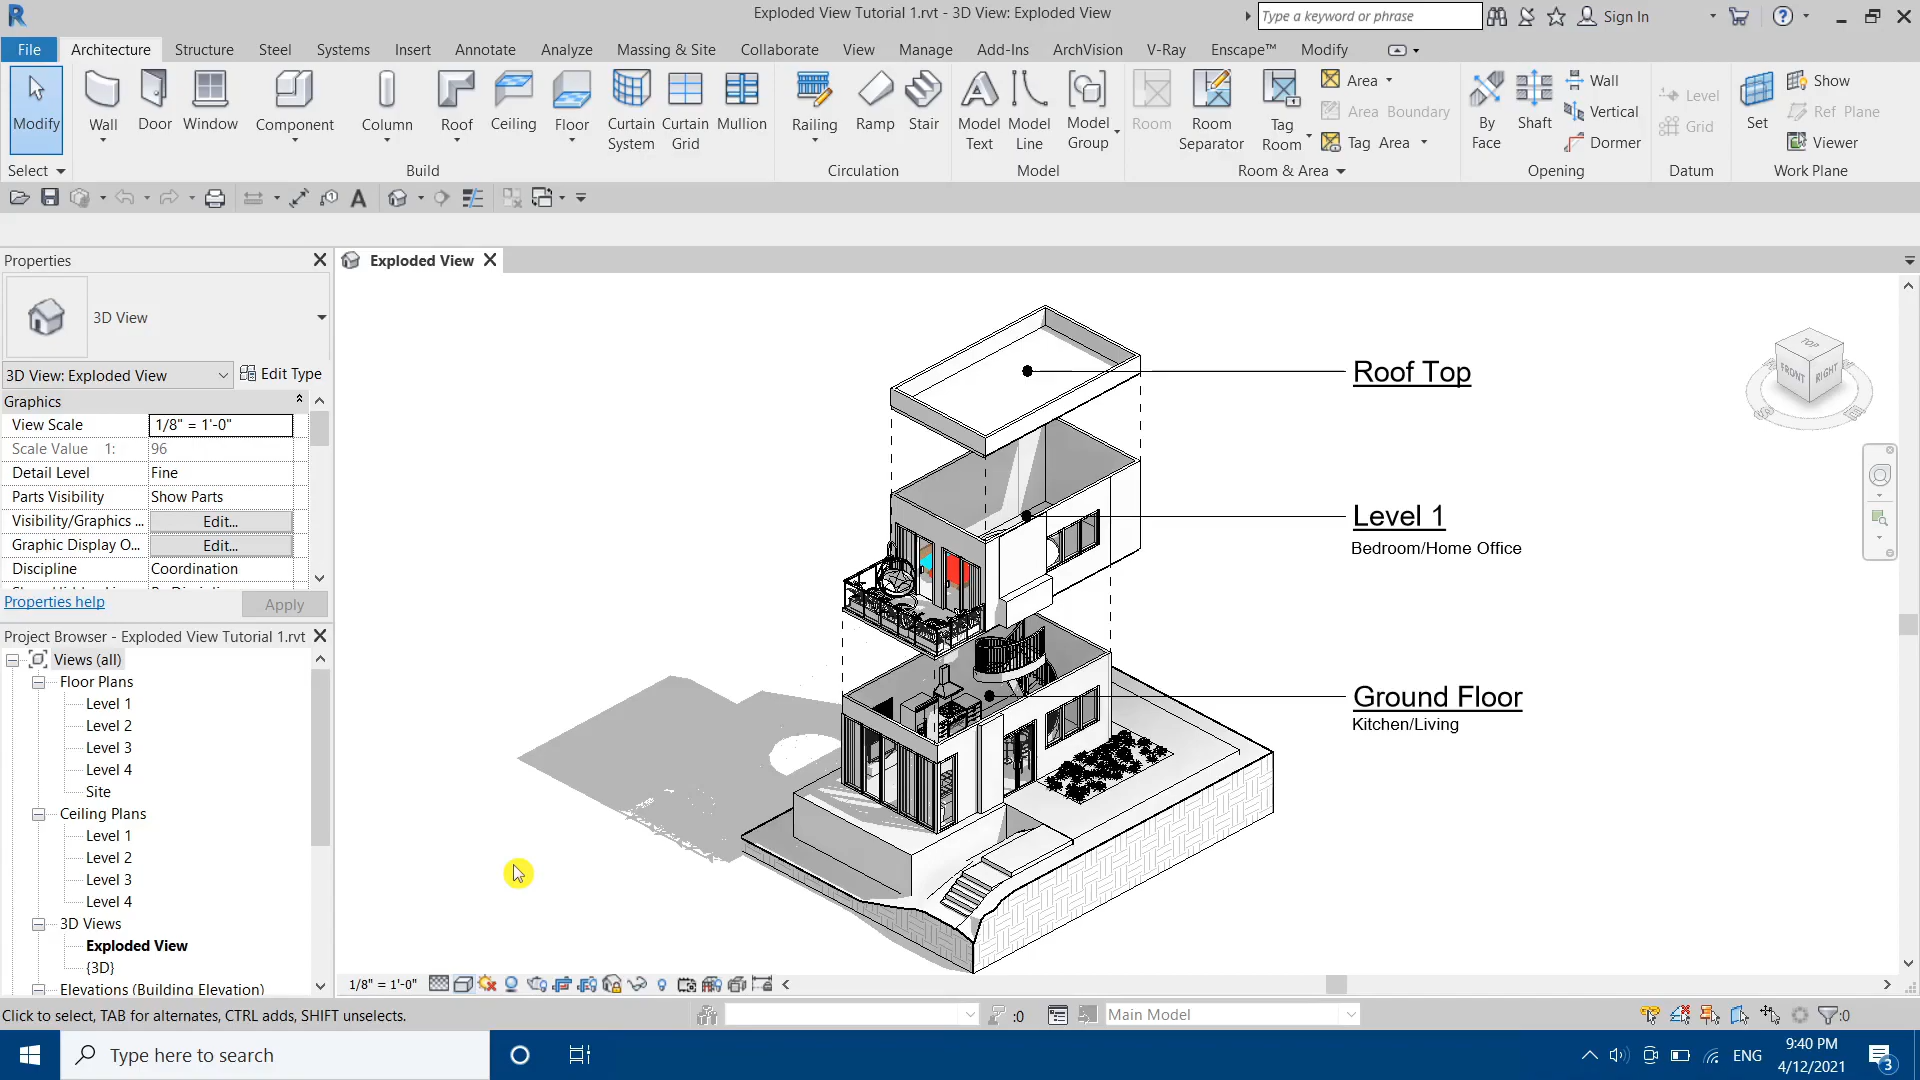 Exploded View Tutorial 1.rvt - 3D View: Exploded View
Type a keyword or phrase
Sign In
File Architecture Structure Steel Systems Insert Annotate Analyze Massing & Site Collaborate View Manage Add-Ins ArchVision V-Ray Enscape™ Modify
Modify
Wall
Door
Window
Component
Column
Roof
Ceiling
Floor
Curtain System
Curtain Grid
Mullion
Railing
Ramp
Stair
Model Text
Model Line
Model Group
Room
Room Separator
Tag Room
Area
Area Boundary
Tag Area
By Face
Shaft
Wall
Vertical
Dormer
Level
Grid
Set
Show
Ref Plane
Viewer
Select Build Circulation Model Room & Area Opening Datum Work Plane
Properties
Exploded View
3D View
3D View: Exploded View
Edit Type
Graphics
View Scale 1/8" = 1'-0"
Scale Value 1: 96
Detail Level Fine
Parts Visibility Show Parts
Visibility/Graphics ... Edit...
Graphic Display O... Edit...
Discipline Coordination
Properties help
Apply
Project Browser - Exploded View Tutorial 1.rvt
Views (all)
Floor Plans
Level 1
Level 2
Level 3
Level 4
Site
Ceiling Plans
Level 1
Level 2
Level 3
Level 4
3D Views
Exploded View
{3D}
Elevations (Building Elevation)
Roof Top
Level 1
Bedroom/Home Office
Ground Floor
Kitchen/Living
TOP
FRONT
RIGHT
1/8" = 1'-0"
Click to select, TAB for alternates, CTRL adds, SHIFT unselects.
:0
Main Model
:0
Type here to search
ENG
9:40 PM
4/12/2021
3